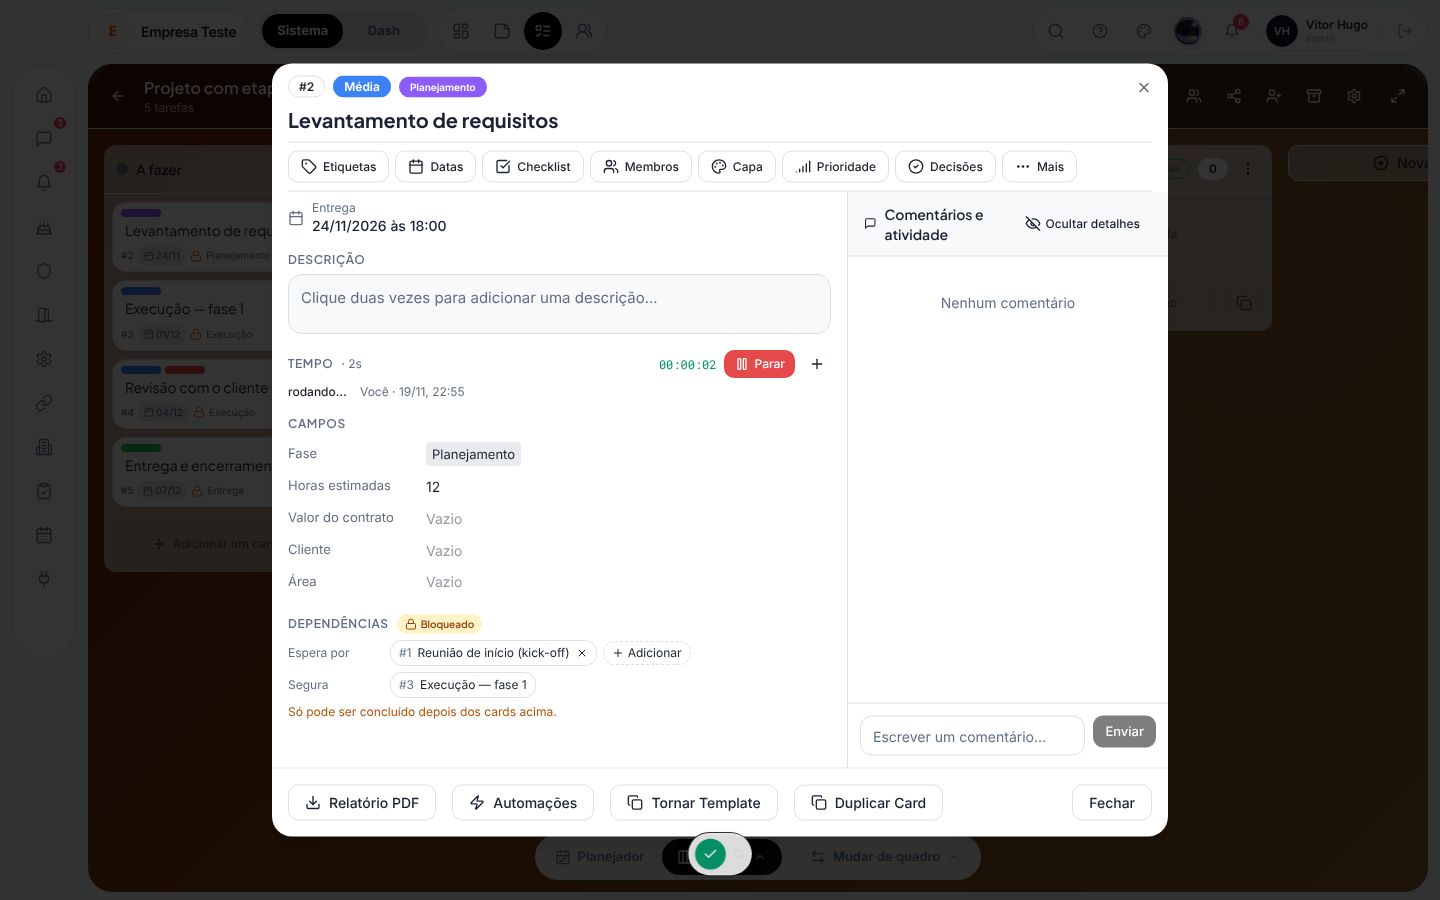 E Empresa Teste Sistema Dash 6 VH Vitor Hugo
admin
Projeto com etap
5 tarefas
3
3
A fazer
Levantamento de requ
#2 24/11 Planejamento
Execução — fase 1
#3 01/12 Execução
Revisão com o cliente
#4 04/12 Execução
Entrega e encerramen
#5 07/12 Entrega
Adicionar um car
0
Nova
#2 Média Planejamento
Levantamento de requisitos
Etiquetas Datas Checklist Membros Capa Prioridade Decisões Mais
Entrega
24/11/2026 às 18:00
DESCRIÇÃO
Clique duas vezes para adicionar uma descrição...
TEMPO · 2s 00:00:02 Parar
rodando... Você · 19/11, 22:55
CAMPOS
Fase Planejamento
Horas estimadas 12
Valor do contrato Vazio
Cliente Vazio
Área Vazio
DEPENDÊNCIAS Bloqueado
Espera por #1 Reunião de início (kick-off) Adicionar
Segura #3 Execução — fase 1
Só pode ser concluído depois dos cards acima.
Comentários e
atividade
Ocultar detalhes
Nenhum comentário
Escrever um comentário...
Enviar
Relatório PDF Automações Tornar Template Duplicar Card Fechar
Planejador Mudar de quadro